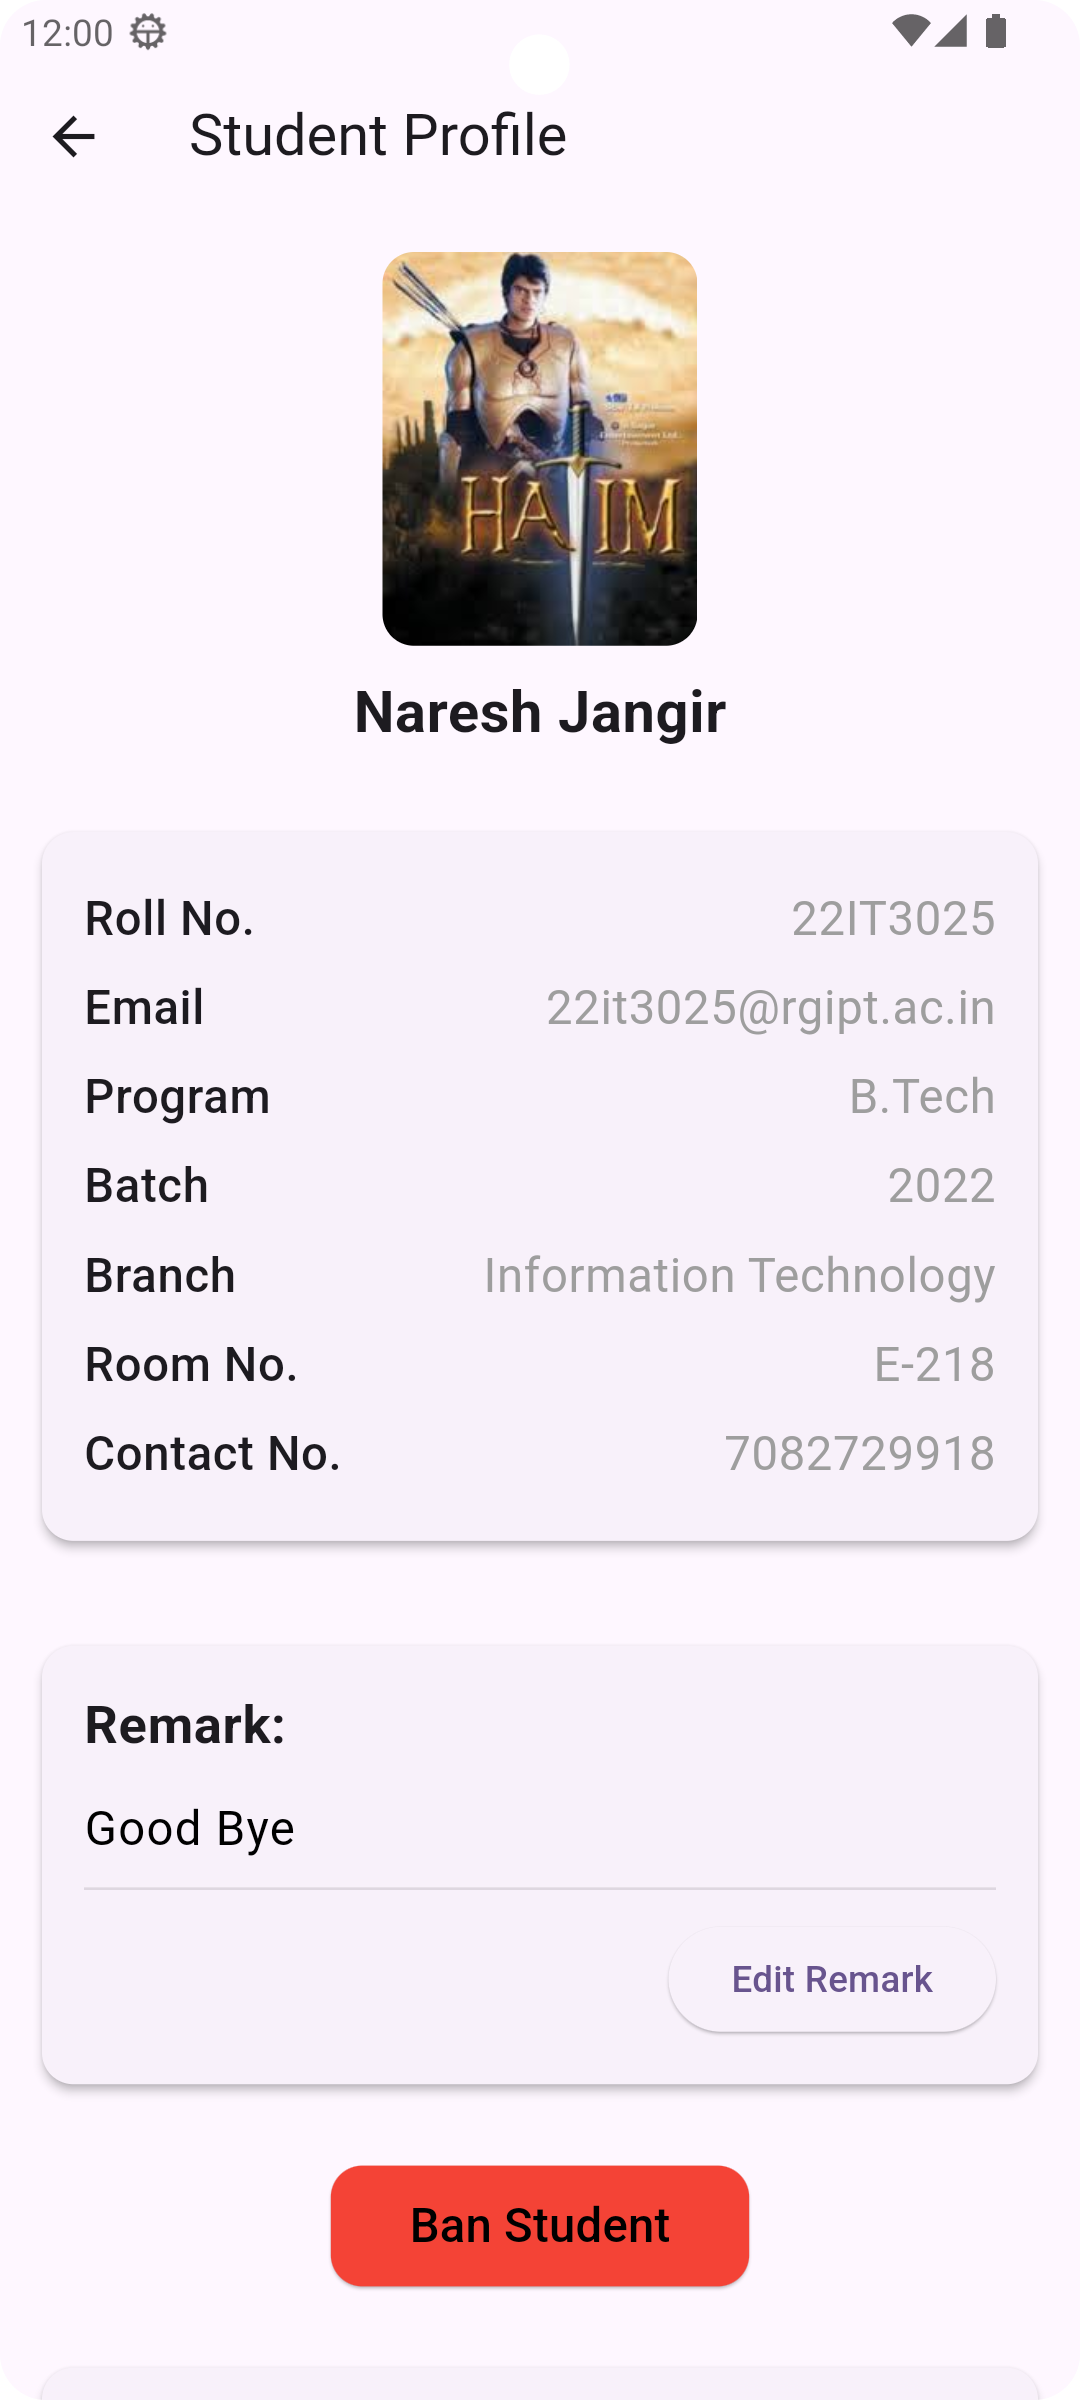 12:00
Student Profile
HATIM
Naresh Jangir
Roll No. 22IT3025
Email 22it3025@rgipt.ac.in
Program B.Tech
Batch 2022
Branch Information Technology
Room No. E-218
Contact No. 7082729918
Remark:
Good Bye
Edit Remark
Ban Student